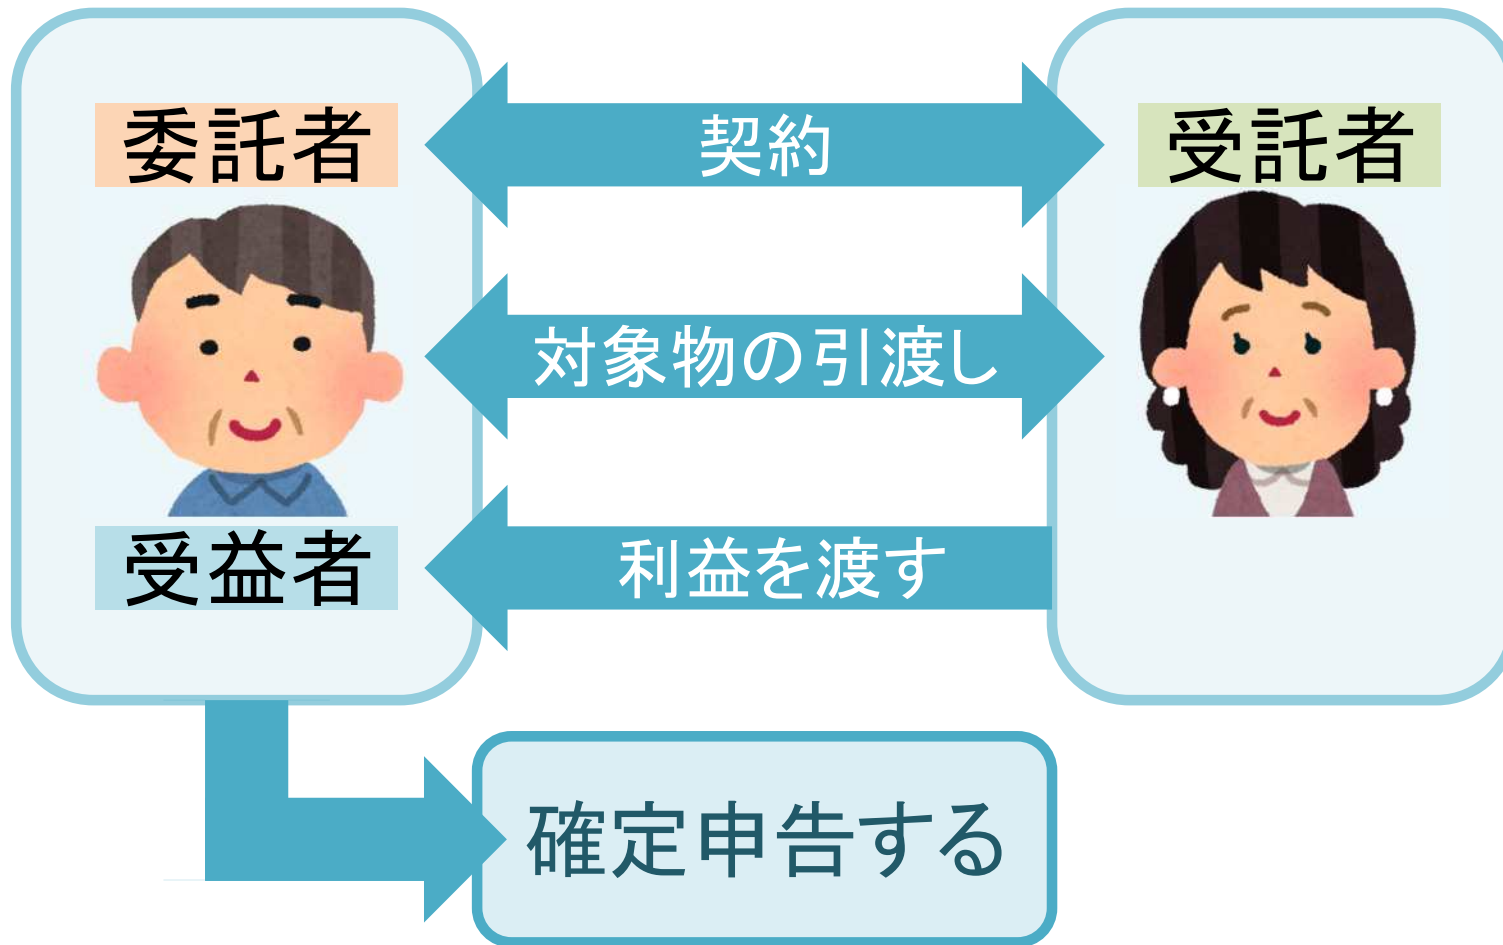 委託者
契約
受託者
対象物の引渡し
受益者
利益を渡す
確定申告する